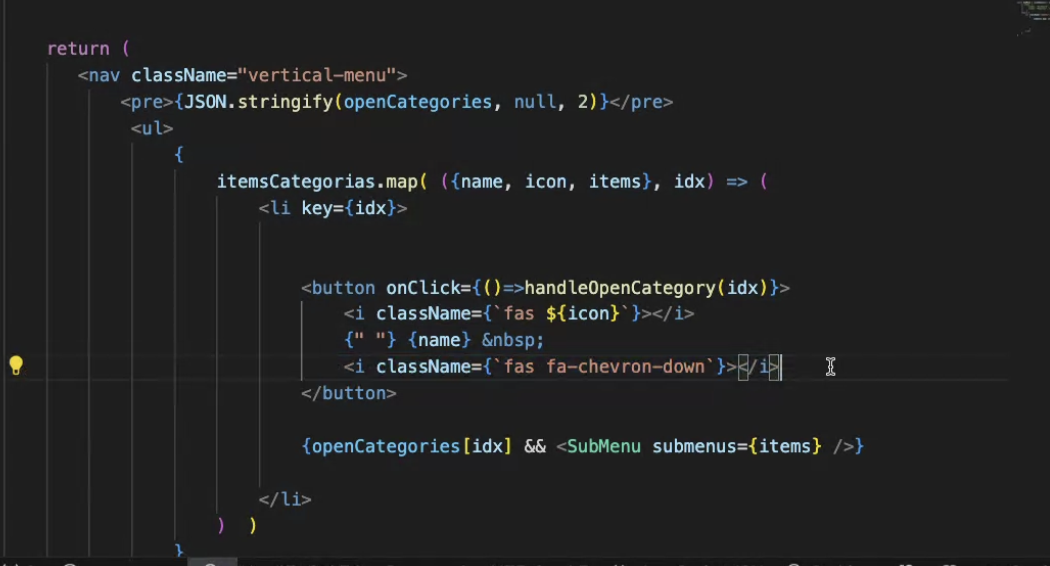 return (
<nav className="vertical-menu">
<pre>{JSON.stringify(openCategories, null, 2)}</pre>
<ul>
{
itemsCategorias.map( ({name, icon, items}, idx) => (
<li key={idx}>
<button onClick={()=>handleOpenCategory(idx)}>
<i className={`fas ${icon}`}></i>
{" "} {name} &nbsp;
<i className={`fas fa-chevron-down`}></i>
</button>
{openCategories[idx] && <SubMenu submenus={items} />}
</li>
) )
}